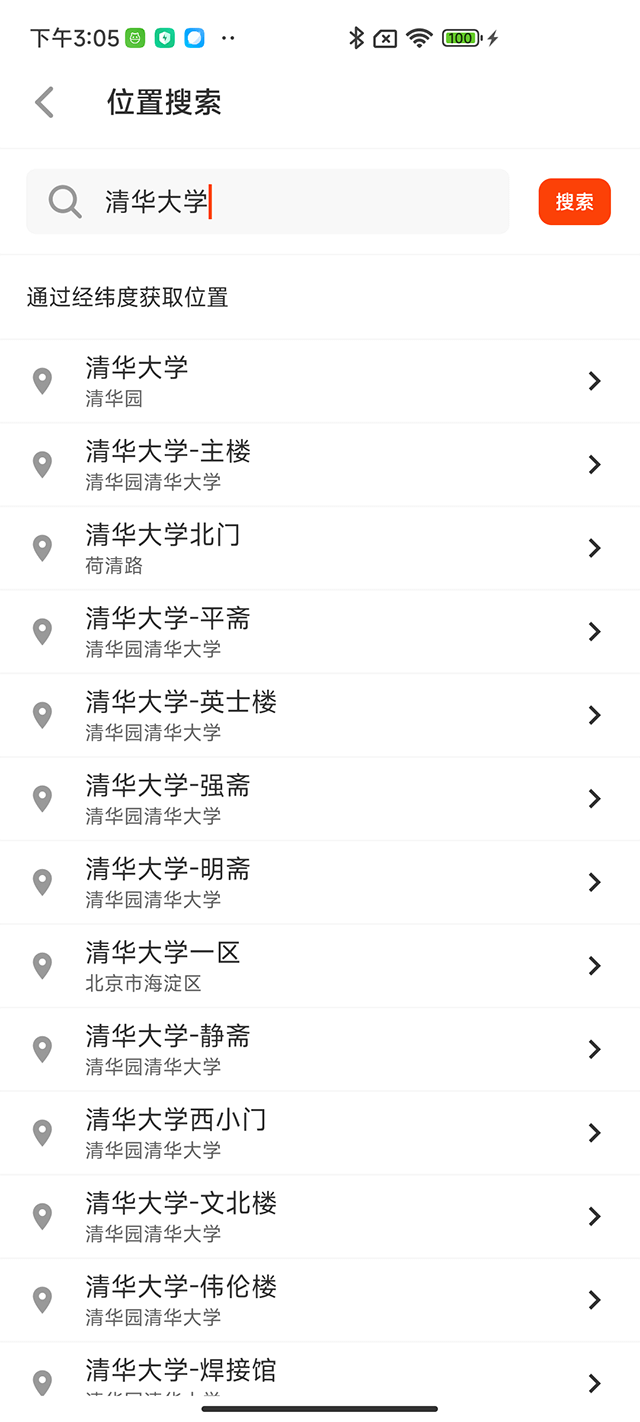 下午3:05
100
位置搜索
清华大学
搜索
通过经纬度获取位置
清华大学
清华园
清华大学-主楼
清华园清华大学
清华大学北门
荷清路
清华大学-平斋
清华园清华大学
清华大学-英士楼
清华园清华大学
清华大学-强斋
清华园清华大学
清华大学-明斋
清华园清华大学
清华大学一区
北京市海淀区
清华大学-静斋
清华园清华大学
清华大学西小门
清华园清华大学
清华大学-文北楼
清华园清华大学
清华大学-伟伦楼
清华园清华大学
清华大学-焊接馆